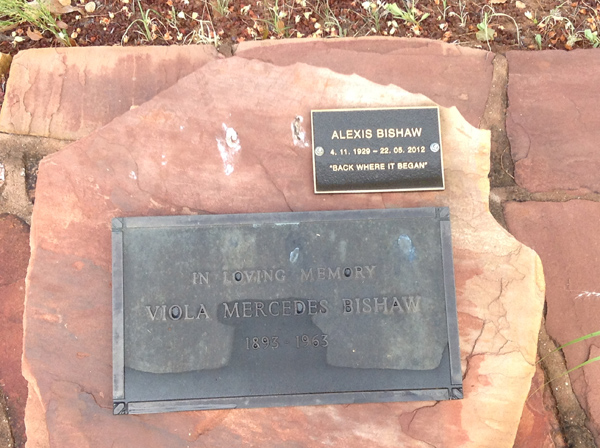 ALEXIS BISHAW
4. 11. 1929 ~ 22. 05. 2012
"BACK WHERE IT BEGAN"
IN LOVING MEMORY
VIOLA MERCEDES BISHAW
1893 - 1963